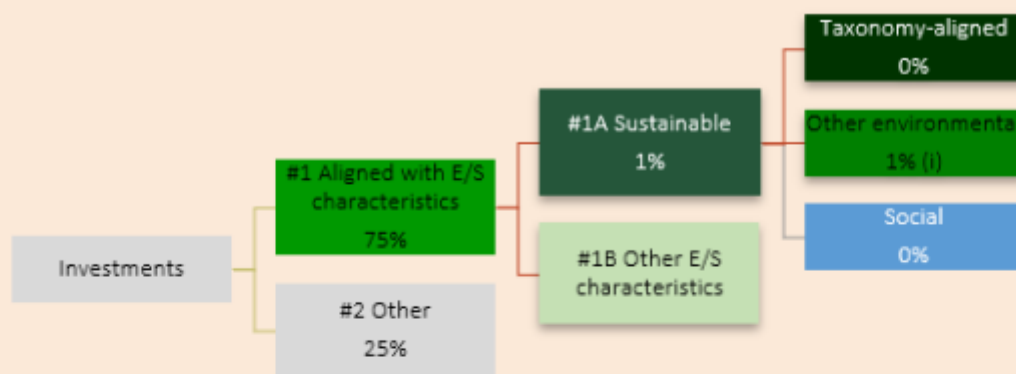 Investments
#1 Aligned with E/S
characteristics
75%
#2 Other
25%
#1A Sustainable
1%
#1B Other E/S
characteristics
Taxonomy-aligned
0%
Other environmenta
1% (i)
Social
0%